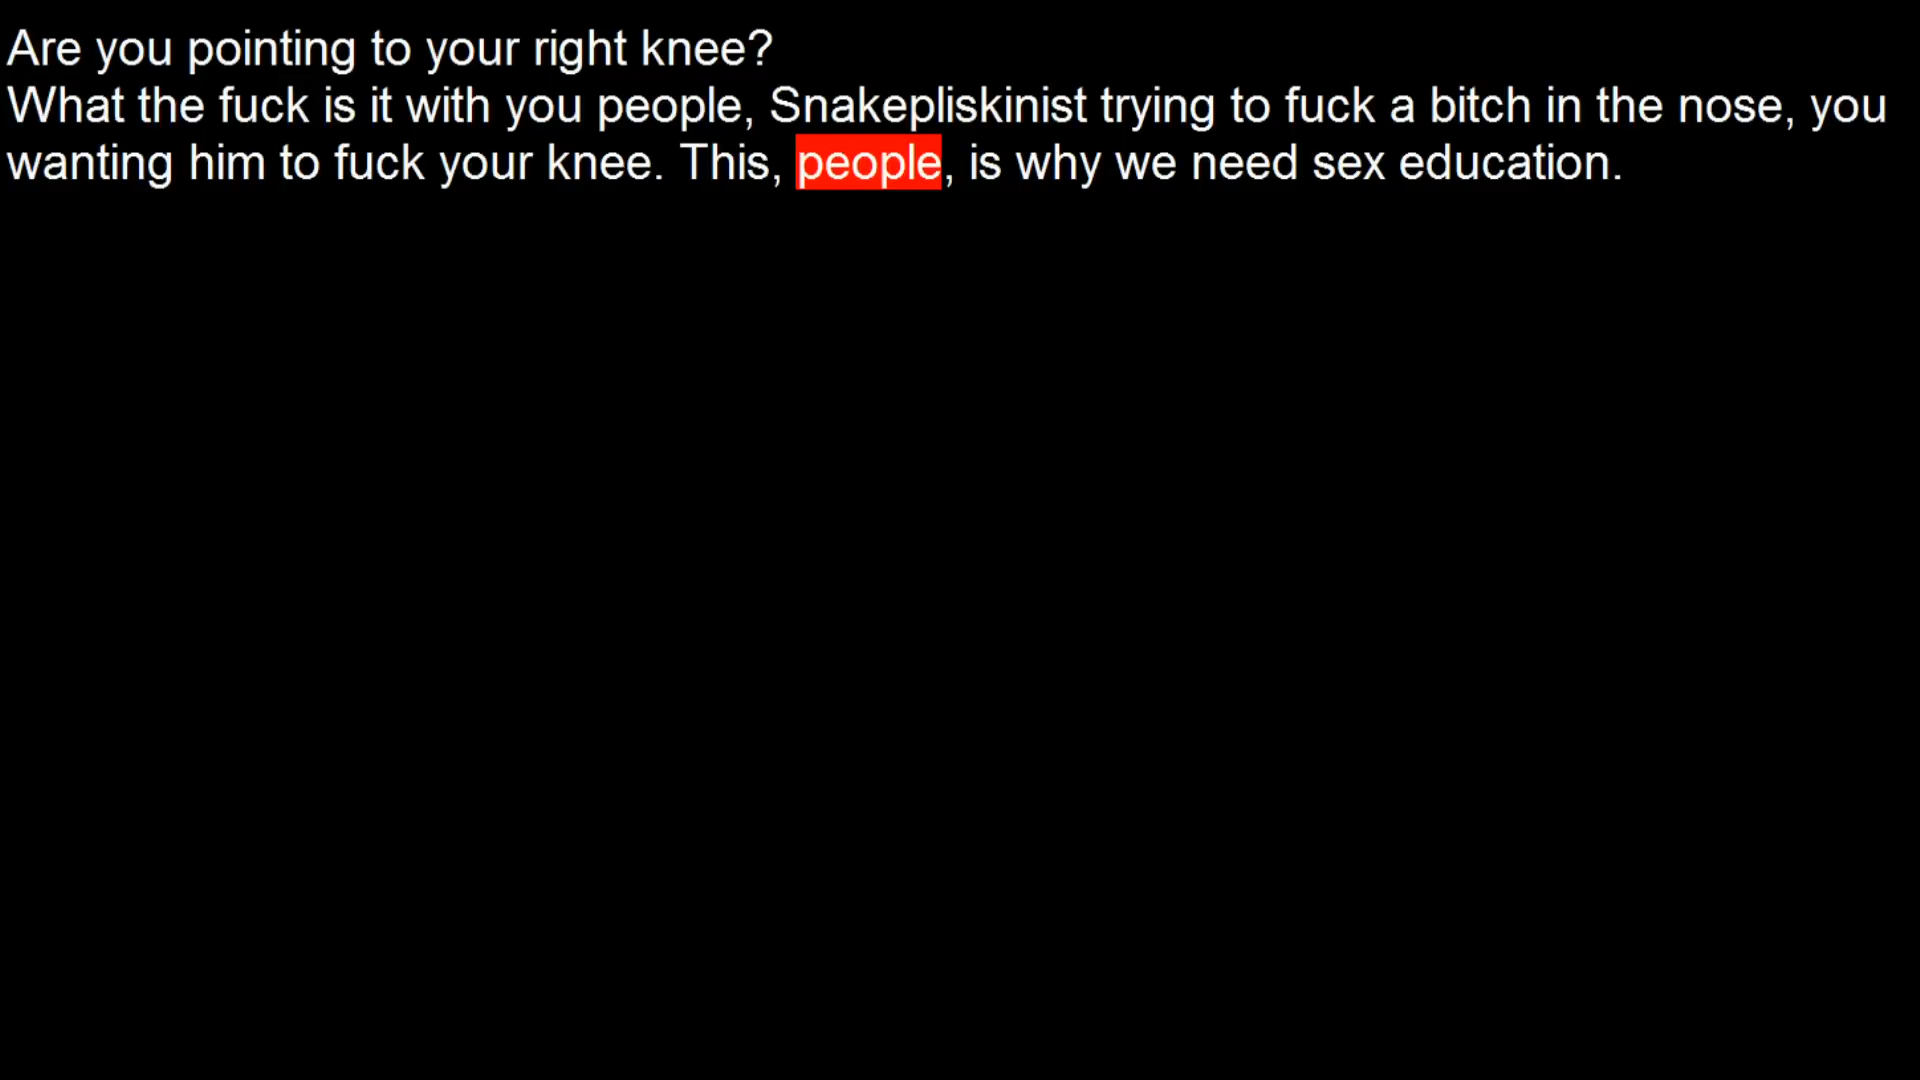 Are you pointing to your right knee?
What the fuck is it with you people, Snakepliskinist trying to fuck a bitch in the nose, you
wanting him to fuck your knee. This, people, is why we need sex education.